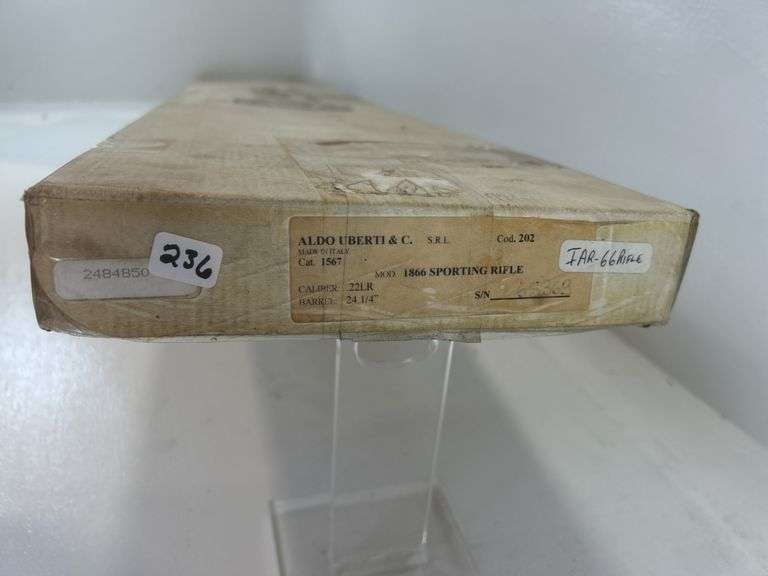 2484850
236
ALDO UBERTI & C. S.R.L. Cod. 202
MADE IN ITALY
Cat. 1567
MOD. 1866 SPORTING RIFLE
CALIBER .22LR
BARREL: 24 1/4" S/N
IAR-66 RIFLE